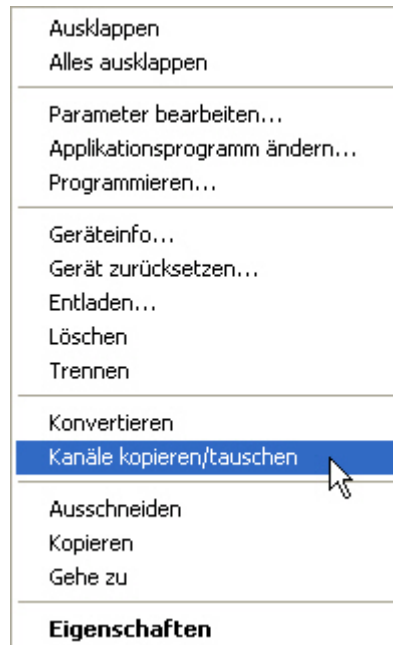 Ausklappen
Alles ausklappen
Parameter bearbeiten...
Applikationsprogramm ändern...
Programmieren...
Geräteinfo...
Gerät zurücksetzen...
Entladen...
Löschen
Trennen
Konvertieren
Kanäle kopieren/tauschen
Ausschneiden
Kopieren
Gehe zu
Eigenschaften